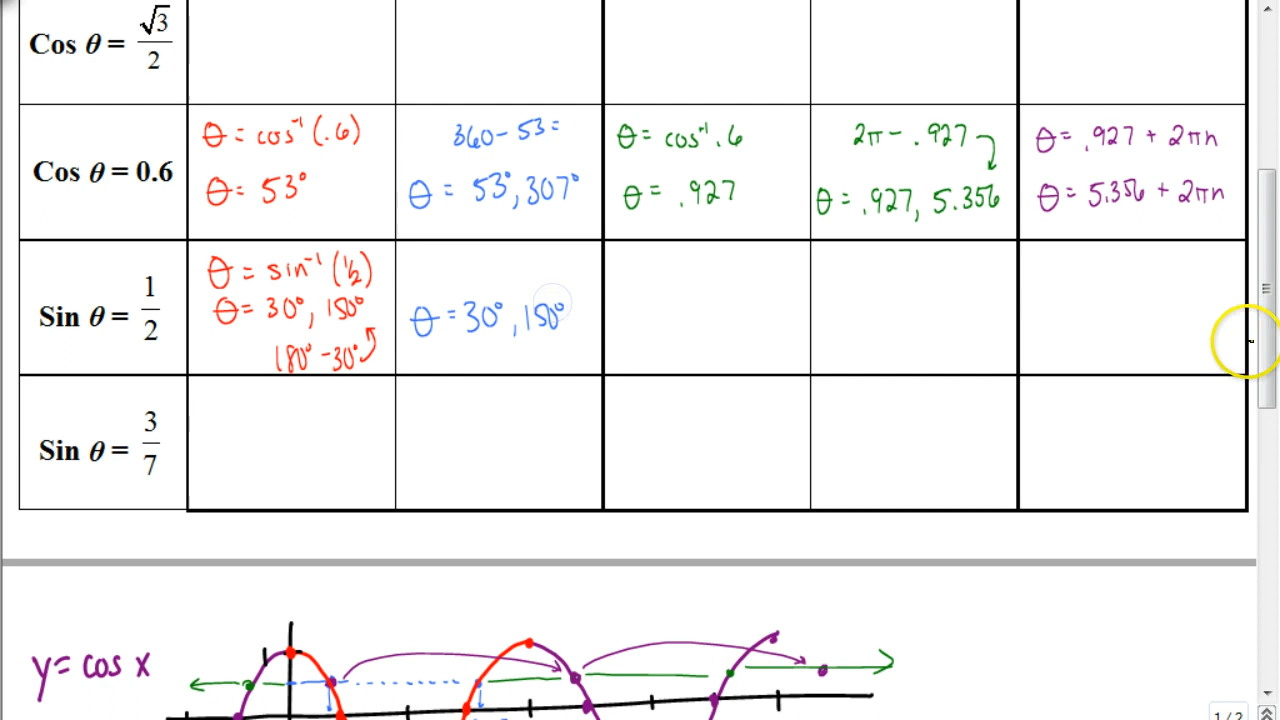 Cos θ = √3/2
Cos θ = 0.6
θ = cos⁻¹ (.6)
θ = 53°
360 - 53 =
θ = 53°, 307°
θ = cos⁻¹ .6
θ = .927
2π - .927
θ = .927, 5.356
θ = .927 + 2πn
θ = 5.356 + 2πn
Sin θ = 1/2
θ = sin⁻¹ (½)
θ = 30°, 150°
180° - 30°
θ = 30°, 150°
Sin θ = 3/7
y = cos x
1 / 2